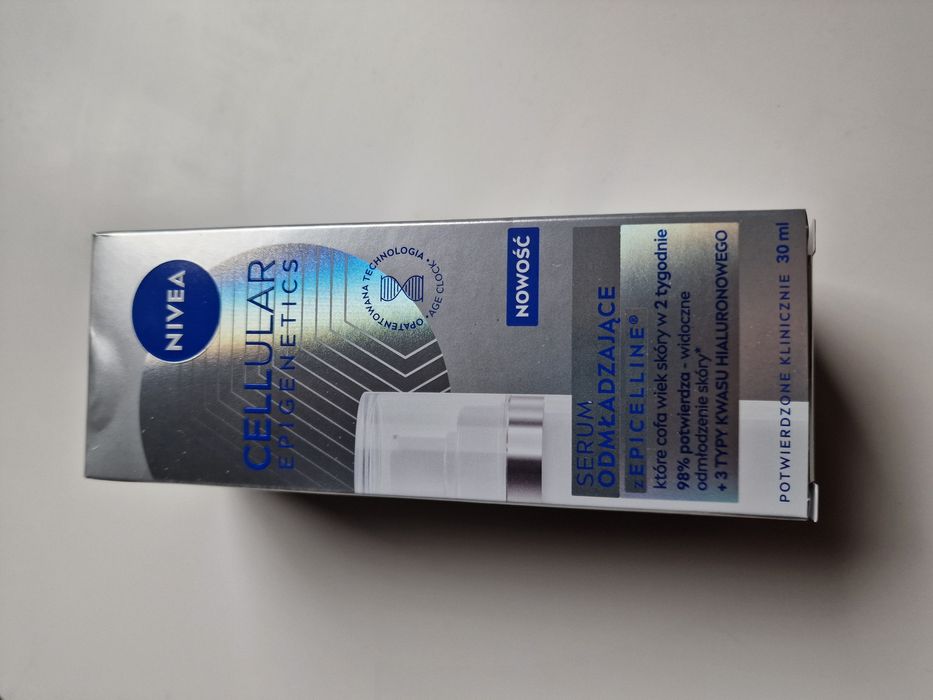 NIVEA
CELLULAR
EPIGENETICS
• OPATENTOWANA TECHNOLOGIA •
AGE CLOCK
NOWOŚĆ
SERUM
ODMŁADZAJĄCE
z EPICELLINE®
które cofa wiek skóry w 2 tygodnie
98% potwierdza - widoczne
odmłodzenie skóry*
+ 3 TYPY KWASU HIALURONOWEGO
POTWIERDZONE KLINICZNIE 30 ml